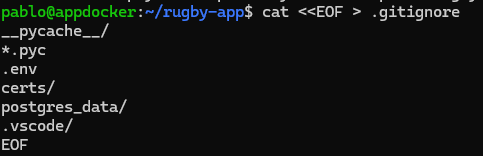 pablo@appdocker:~/rugby-app$ cat <<EOF > .gitignore
__pycache__/
*.pyc
.env
certs/
postgres_data/
.vscode/
EOF